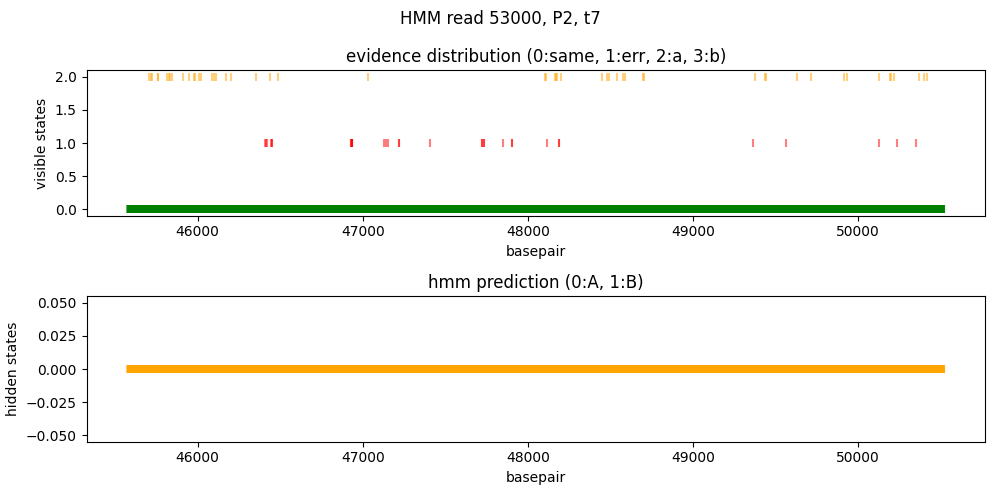 HMM read 53000, P2, t7
evidence distribution (0:same, 1:err, 2:a, 3:b)
visible states
2.0
1.5
1.0
0.5
0.0
46000 47000 48000 49000 50000
basepair
hmm prediction (0:A, 1:B)
hidden states
0.050
0.025
0.000
−0.025
−0.050
46000 47000 48000 49000 50000
basepair